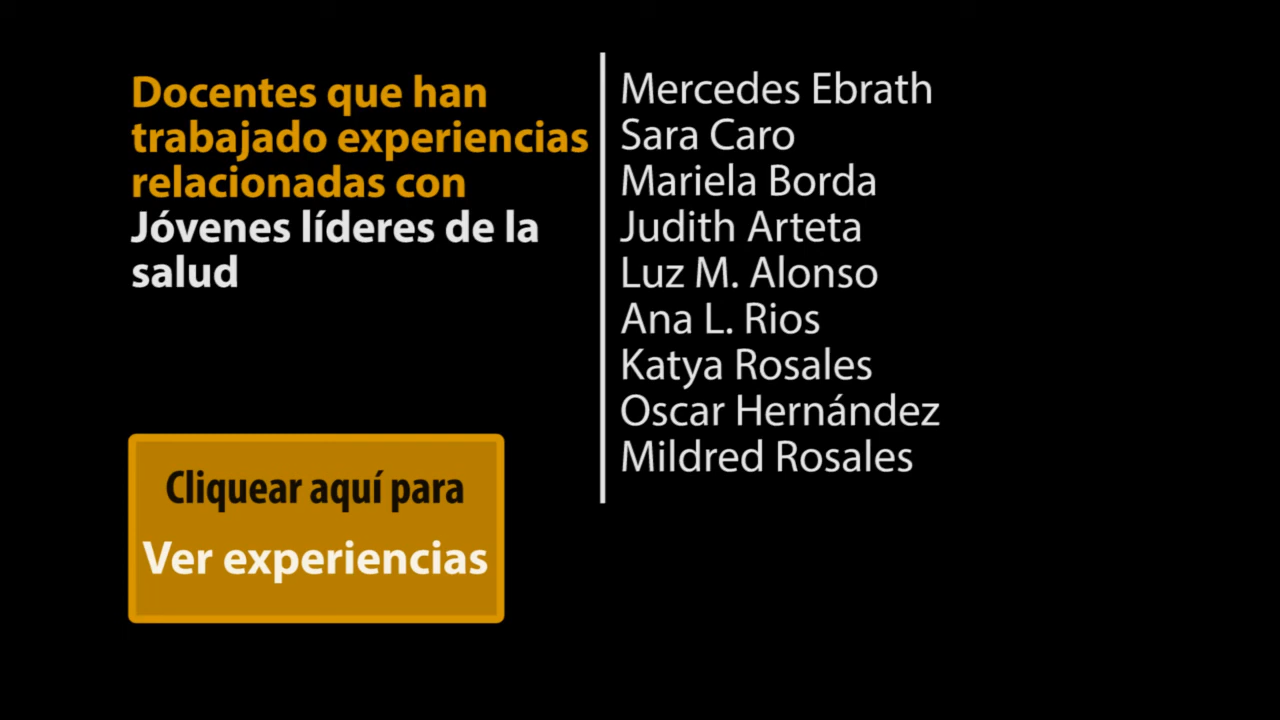 Docentes que han
trabajado experiencias
relacionadas con
Jóvenes líderes de la
salud
Cliquear aquí para
Ver experiencias
Mercedes Ebrath
Sara Caro
Mariela Borda
Judith Arteta
Luz M. Alonso
Ana L. Rios
Katya Rosales
Oscar Hernández
Mildred Rosales